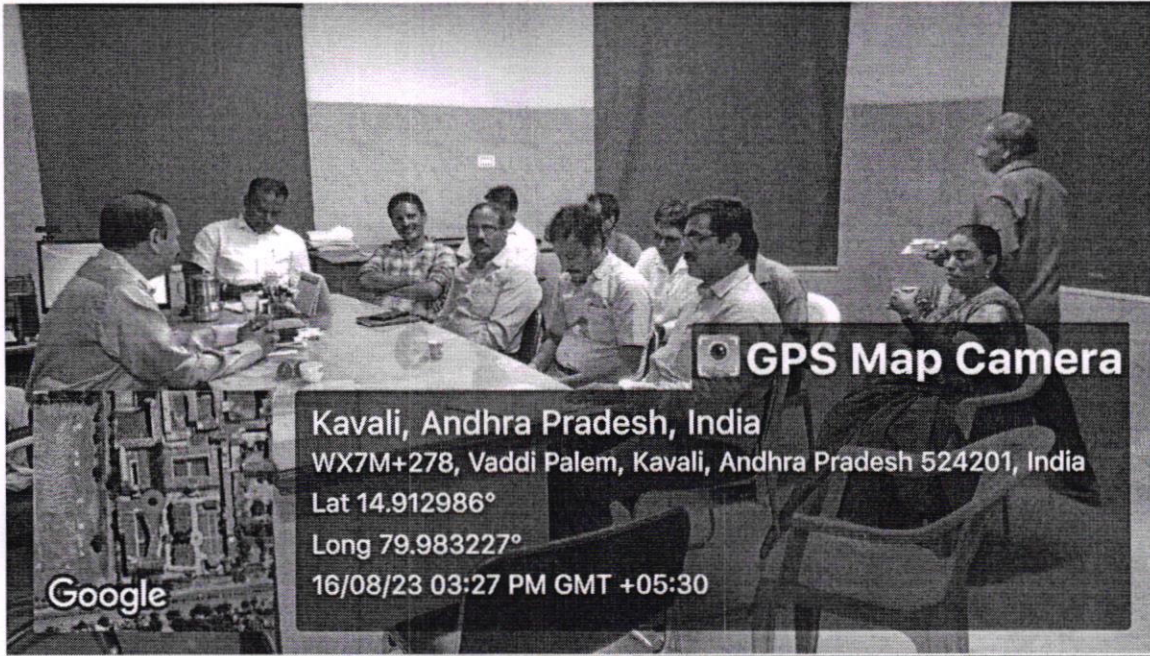 GPS Map Camera
Kavali, Andhra Pradesh, India
WX7M+278, Vaddi Palem, Kavali, Andhra Pradesh 524201, India
Lat 14.912986°
Long 79.983227°
16/08/23 03:27 PM GMT +05:30
Google